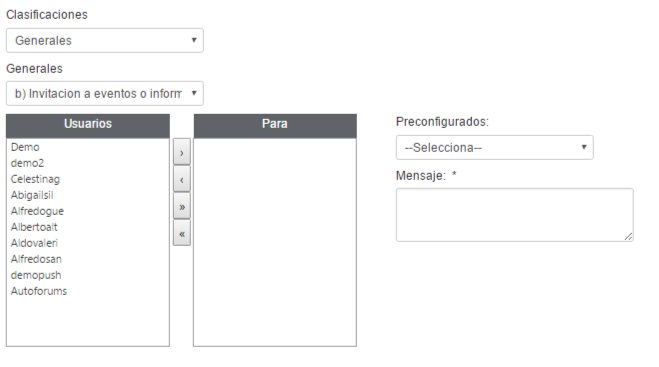 Clasificaciones
Generales
Generales
b) Invitacion a eventos o inform
Usuarios
Demo
demo2
Celestinag
Abigailsil
Alfredogue
Albertoalt
Aldovaleri
Alfredosan
demopush
Autoforums
›
‹
»
«
Para
Preconfigurados:
--Selecciona--
Mensaje: *